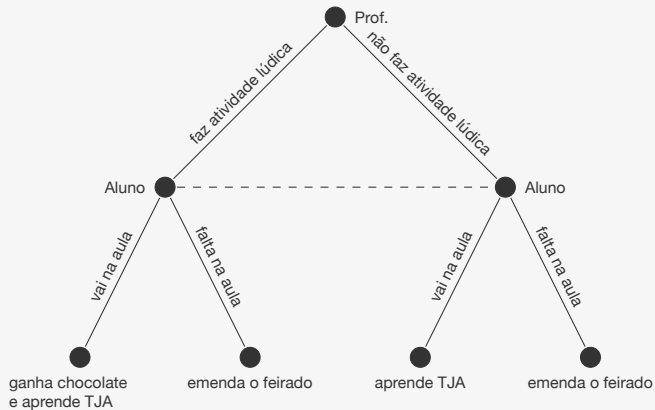 Prof.
faz atividade lúdica
não faz atividade lúdica
Aluno
Aluno
vai na aula
falta na aula
vai na aula
falta na aula
ganha chocolate
e aprende TJA
emenda o feirado
aprende TJA
emenda o feirado